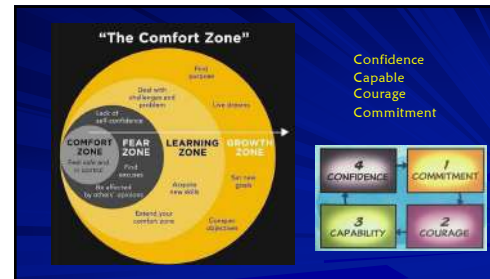 "The Comfort Zone"
Find
purpose
Deal with
challenges and
problem
Live dreams
Lack of
self-confidence
COMFORT
ZONE
Feel safe and
in control
FEAR
ZONE
LEARNING
ZONE
GROWTH
ZONE
Find
excuses
Be affected
by others' opinions
Acquire
new skills
Set new
goals
Extend your
comfort zone
Conquer
objectives
Confidence
Capable
Courage
Commitment
4
CONFIDENCE
1
COMMITMENT
3
CAPABILITY
2
COURAGE